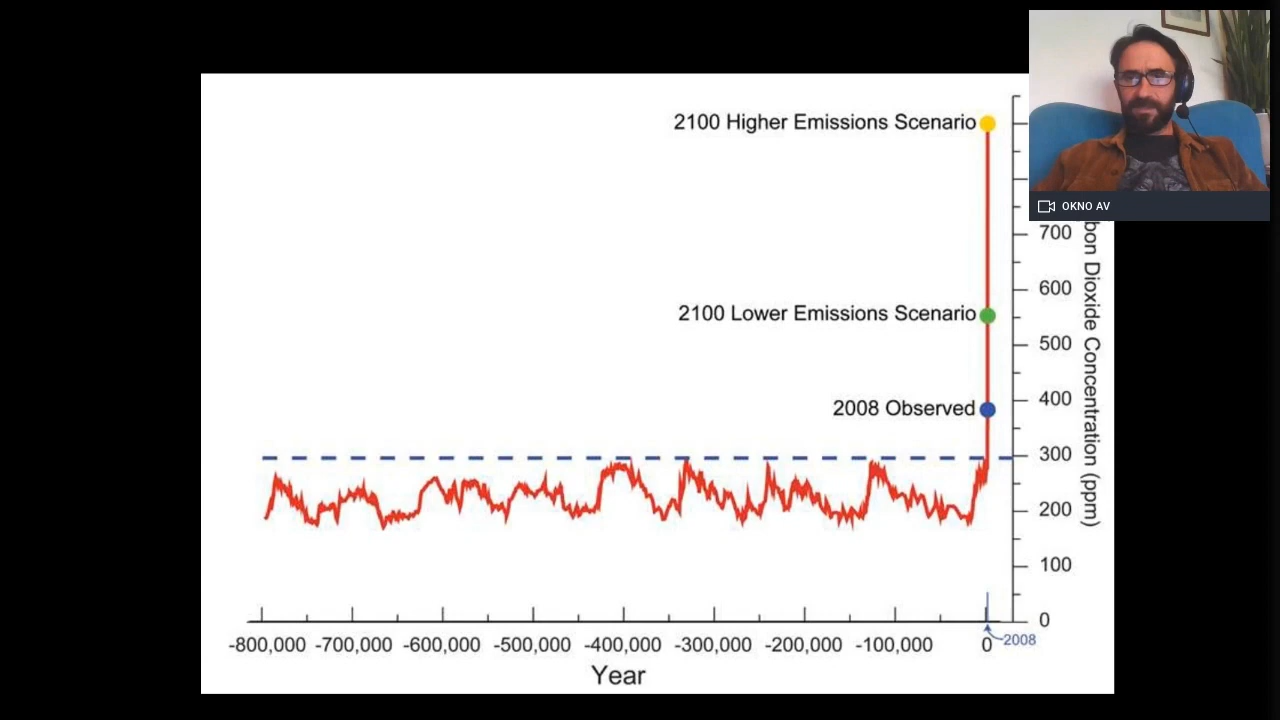 2100 Higher Emissions Scenario
OKNO AV
700
600
2100 Lower Emissions Scenario
500
400
2008 Observed
300
200
100
0
Dioxide Concentration (ppm)
2008
-800,000 -700,000 -600,000 -500,000 -400,000 -300,000 -200,000 -100,000 0
Year